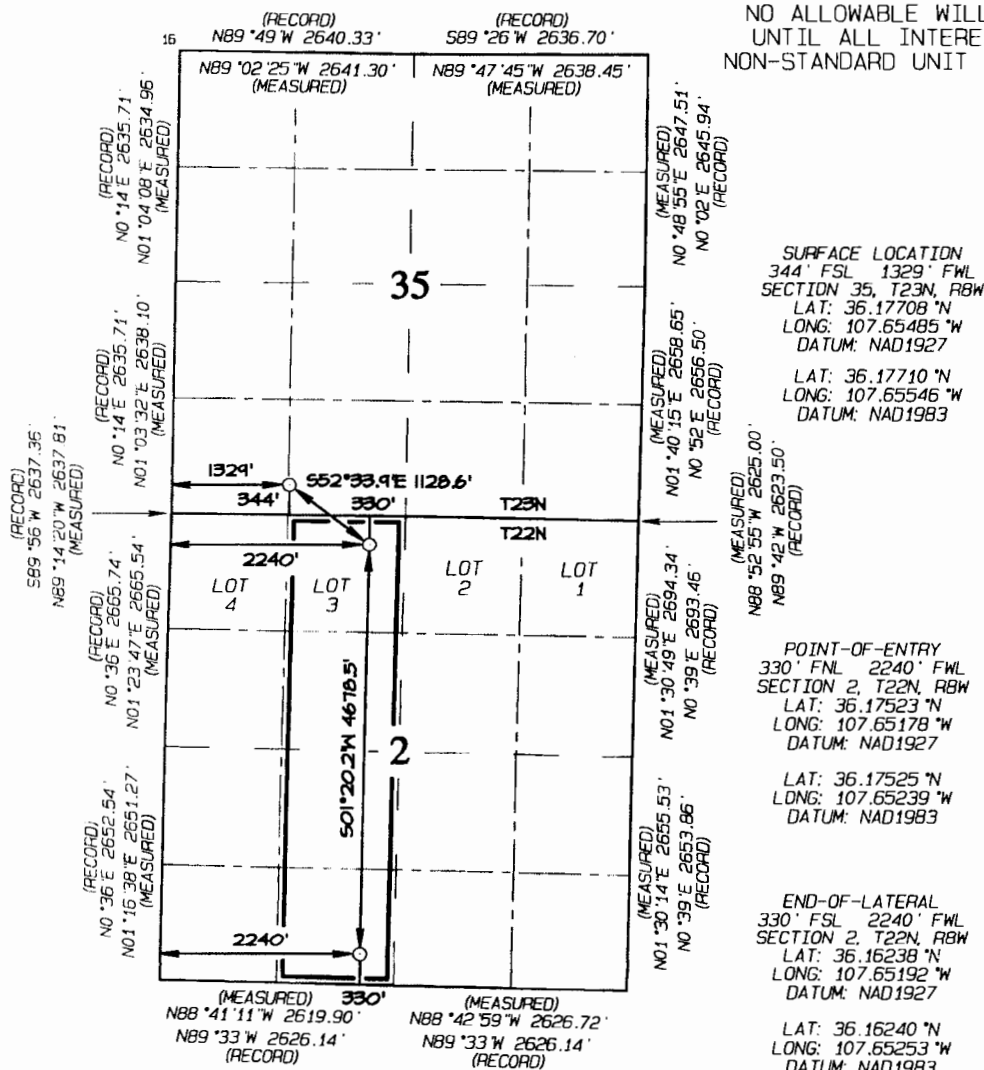 NO ALLOWABLE WILL
UNTIL ALL INTERE
NON-STANDARD UNIT
(RECORD)
N89°49'W 2640.33'
(RECORD)
S89°26'W 2636.70'
16
N89°02'25"W 2641.30'
(MEASURED)
N89°47'45"W 2638.45'
(MEASURED)
(RECORD)
N0°14'E 2635.71'
N01°04'08"E 2634.96'
(MEASURED)
(MEASURED)
N0°48'55"E 2647.51'
N0°02'E 2645.94'
(RECORD)
35
SURFACE LOCATION
344' FSL 1329' FWL
SECTION 35, T23N, R8W
LAT: 36.17708°N
LONG: 107.65485°W
DATUM: NAD1927
LAT: 36.17710°N
LONG: 107.65546°W
DATUM: NAD1983
(RECORD)
N0°14'E 2635.71'
N01°03'32"E 2638.10'
(MEASURED)
(MEASURED)
N01°40'15"E 2658.65'
N0°52'E 2656.50'
(RECORD)
(RECORD)
S89°56'W 2637.36'
N89°14'20"W 2637.81'
(MEASURED)
(MEASURED)
N88°52'55"W 2625.00'
N89°42'W 2623.50'
(RECORD)
1329'
S52°33.9'E 1128.6'
344'
330'
T23N
T22N
2240'
LOT
4
LOT
3
LOT
2
LOT
1
(RECORD)
N0°36'E 2665.74'
N01°23'47"E 2665.54'
(MEASURED)
(MEASURED)
N01°30'49"E 2694.34'
N0°39'E 2693.46'
(RECORD)
POINT-OF-ENTRY
330' FNL 2240' FWL
SECTION 2, T22N, R8W
LAT: 36.17523°N
LONG: 107.65178°W
DATUM: NAD1927
LAT: 36.17525°N
LONG: 107.65239°W
DATUM: NAD1983
S01°20.2'W 4678.5'
2
(RECORD)
N0°36'E 2652.54'
N01°16'38"E 2651.27'
(MEASURED)
(MEASURED)
N01°30'14"E 2655.53'
N0°39'E 2653.86'
(RECORD)
END-OF-LATERAL
330' FSL 2240' FWL
SECTION 2, T22N, R8W
LAT: 36.16238°N
LONG: 107.65192°W
DATUM: NAD1927
LAT: 36.16240°N
LONG: 107.65253°W
DATUM: NAD1983
2240'
330'
(MEASURED)
N88°41'11"W 2619.90'
N89°33'W 2626.14'
(RECORD)
(MEASURED)
N88°42'59"W 2626.72'
N89°33'W 2626.14'
(RECORD)